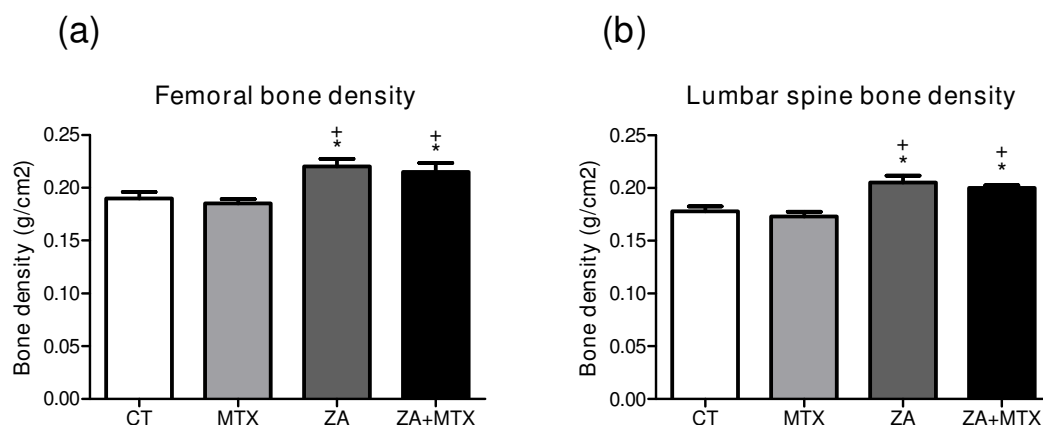 (a)
Femoral bone density
Bone density (g/cm2)
0.25
0.20
0.15
0.10
0.05
0.00
+
*
+
*
CT MTX ZA ZA+MTX
(b)
Lumbar spine bone density
Bone density (g/cm2)
0.25
0.20
0.15
0.10
0.05
0.00
+
*
+
*
CT MTX ZA ZA+MTX